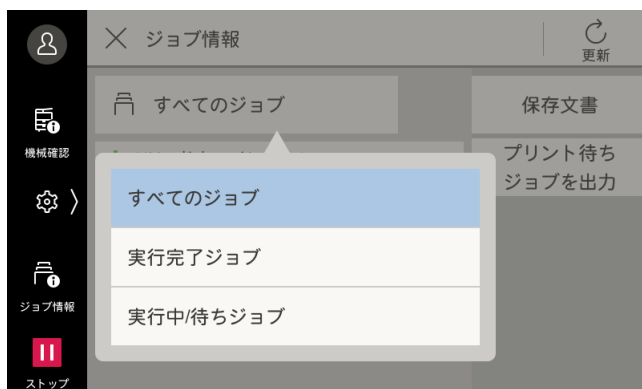 ジョブ情報
更新
すべてのジョブ
保存文書
プリント待ち
ジョブを出力
機械確認
ジョブ情報
ストップ
すべてのジョブ
実行完了ジョブ
実行中/待ちジョブ